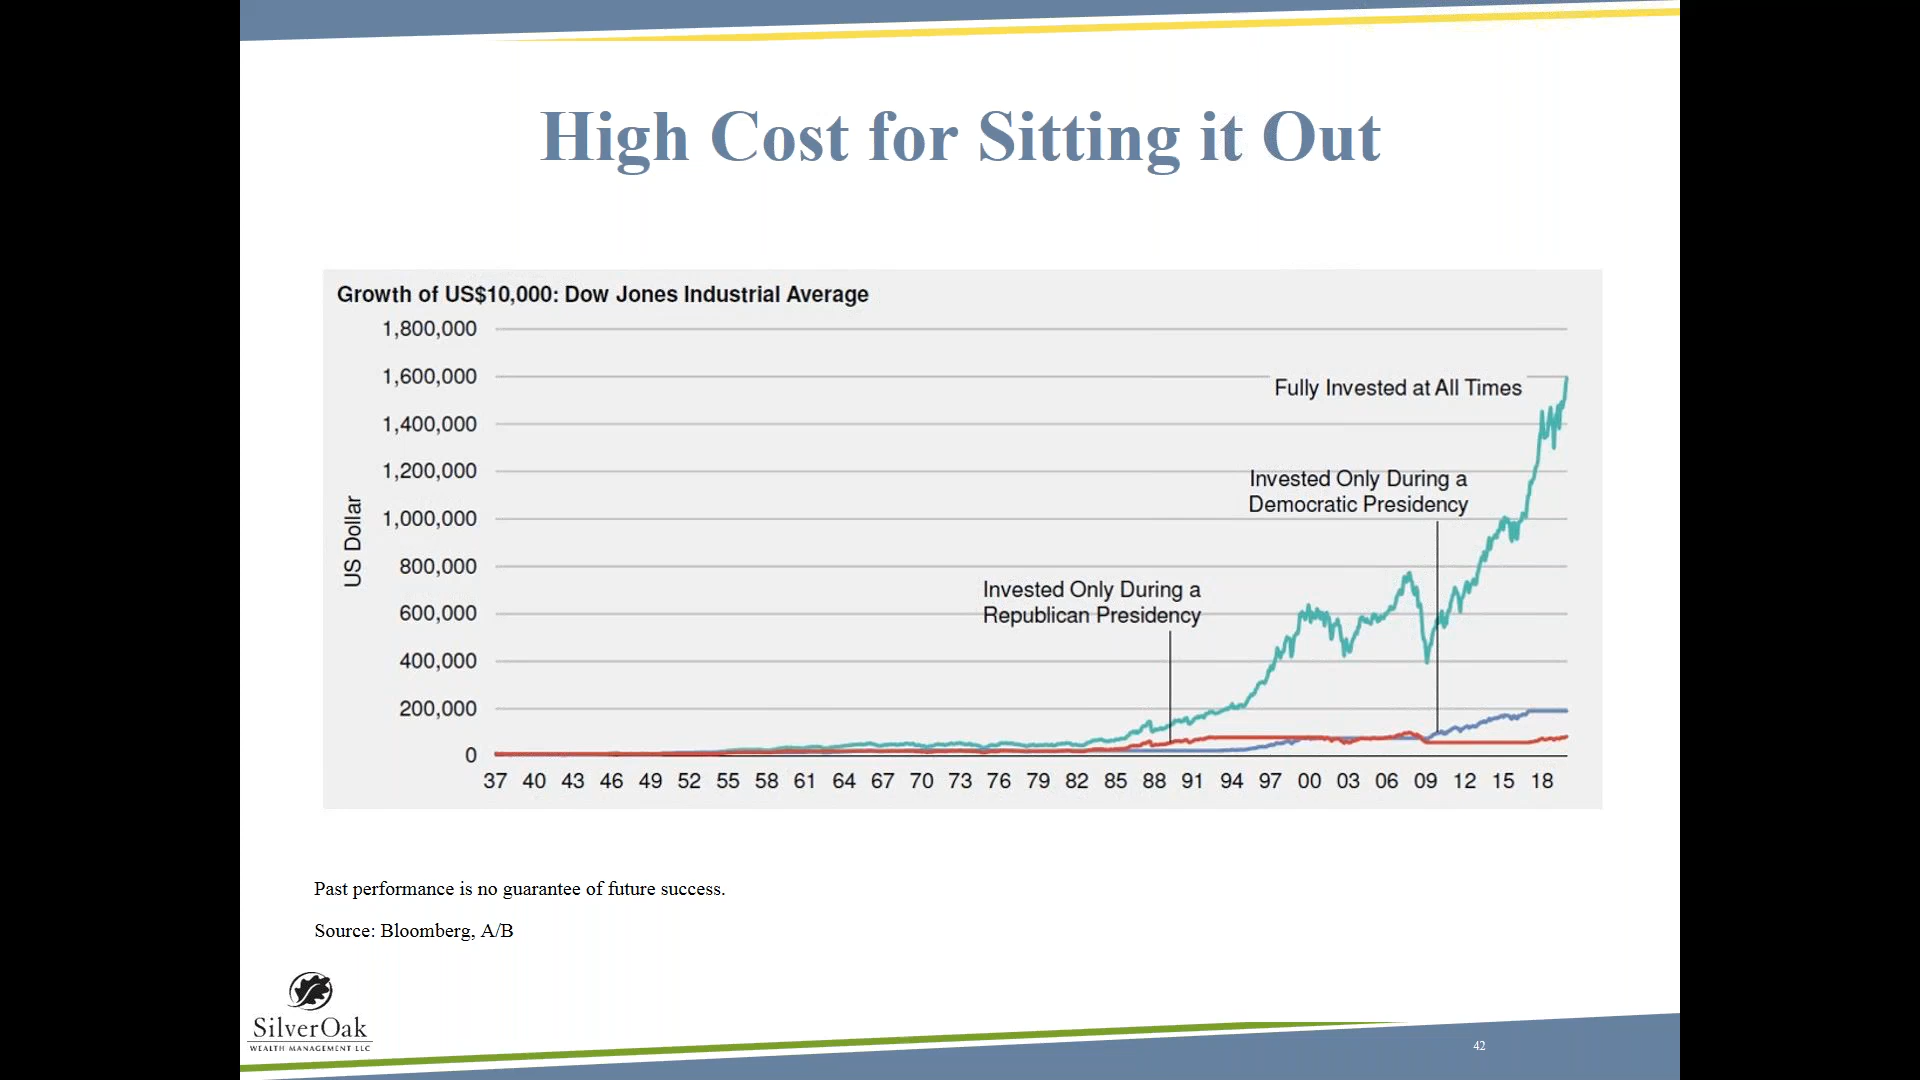 High Cost for Sitting it Out
Growth of US$10,000: Dow Jones Industrial Average
1,800,000
1,600,000
Fully Invested at All Times
1,400,000
1,200,000
Invested Only During a
Democratic Presidency
1,000,000
US Dollar
800,000
Invested Only During a
Republican Presidency
600,000
400,000
200,000
0
37 40 43 46 49 52 55 58 61 64 67 70 73 76 79 82 85 88 91 94 97 00 03 06 09 12 15 18
Past performance is no guarantee of future success.
Source: Bloomberg, A/B
SilverOak
WEALTH MANAGEMENT LLC
42